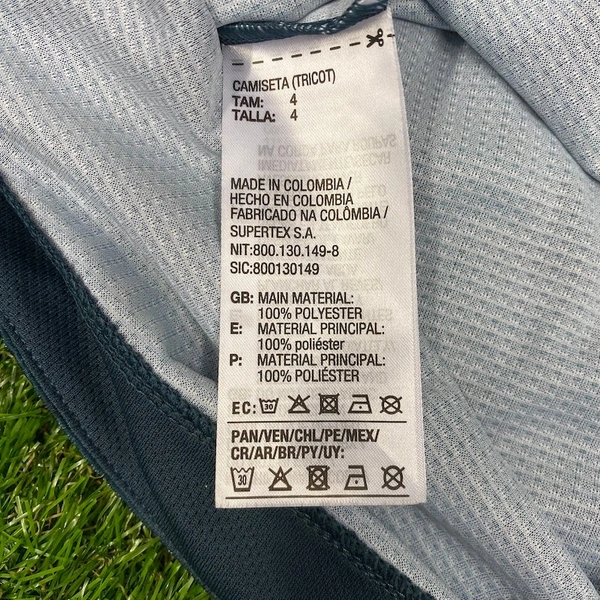 CAMISETA (TRICOT)
TAM: 4
TALLA: 4
MADE IN COLOMBIA /
HECHO EN COLOMBIA
FABRICADO NA COLÔMBIA /
SUPERTEX S.A.
NIT:800.130.149-8
SIC:800130149
GB: MAIN MATERIAL:
100% POLYESTER
E: MATERIAL PRINCIPAL:
100% poliéster
P: MATERIAL PRINCIPAL:
100% POLIÉSTER
EC: 30
PAN/VEN/CHL/PE/MEX/
CR/AR/BR/PY/UY:
30